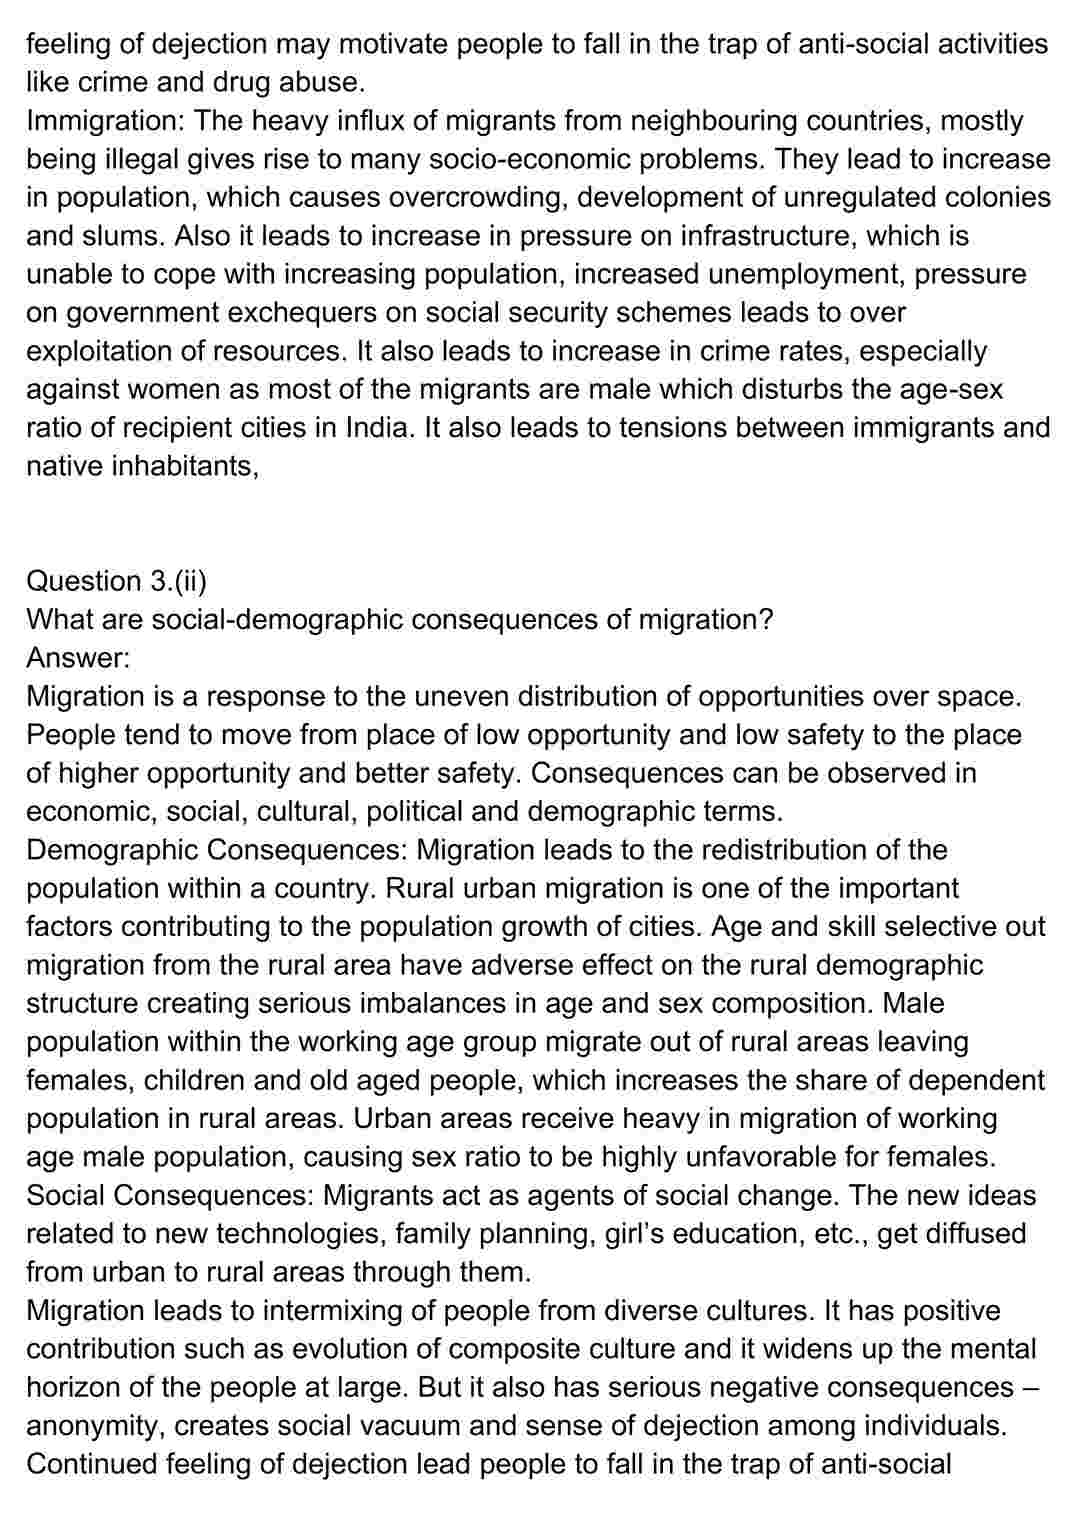 feeling of dejection may motivate people to fall in the trap of anti-social activities
like crime and drug abuse.
Immigration: The heavy influx of migrants from neighbouring countries, mostly
being illegal gives rise to many socio-economic problems. They lead to increase
in population, which causes overcrowding, development of unregulated colonies
and slums. Also it leads to increase in pressure on infrastructure, which is
unable to cope with increasing population, increased unemployment, pressure
on government exchequers on social security schemes leads to over
exploitation of resources. It also leads to increase in crime rates, especially
against women as most of the migrants are male which disturbs the age-sex
ratio of recipient cities in India. It also leads to tensions between immigrants and
native inhabitants,
Question 3.(ii)
What are social-demographic consequences of migration?
Answer:
Migration is a response to the uneven distribution of opportunities over space.
People tend to move from place of low opportunity and low safety to the place
of higher opportunity and better safety. Consequences can be observed in
economic, social, cultural, political and demographic terms.
Demographic Consequences: Migration leads to the redistribution of the
population within a country. Rural urban migration is one of the important
factors contributing to the population growth of cities. Age and skill selective out
migration from the rural area have adverse effect on the rural demographic
structure creating serious imbalances in age and sex composition. Male
population within the working age group migrate out of rural areas leaving
females, children and old aged people, which increases the share of dependent
population in rural areas. Urban areas receive heavy in migration of working
age male population, causing sex ratio to be highly unfavorable for females.
Social Consequences: Migrants act as agents of social change. The new ideas
related to new technologies, family planning, girl’s education, etc., get diffused
from urban to rural areas through them.
Migration leads to intermixing of people from diverse cultures. It has positive
contribution such as evolution of composite culture and it widens up the mental
horizon of the people at large. But it also has serious negative consequences –
anonymity, creates social vacuum and sense of dejection among individuals.
Continued feeling of dejection lead people to fall in the trap of anti-social